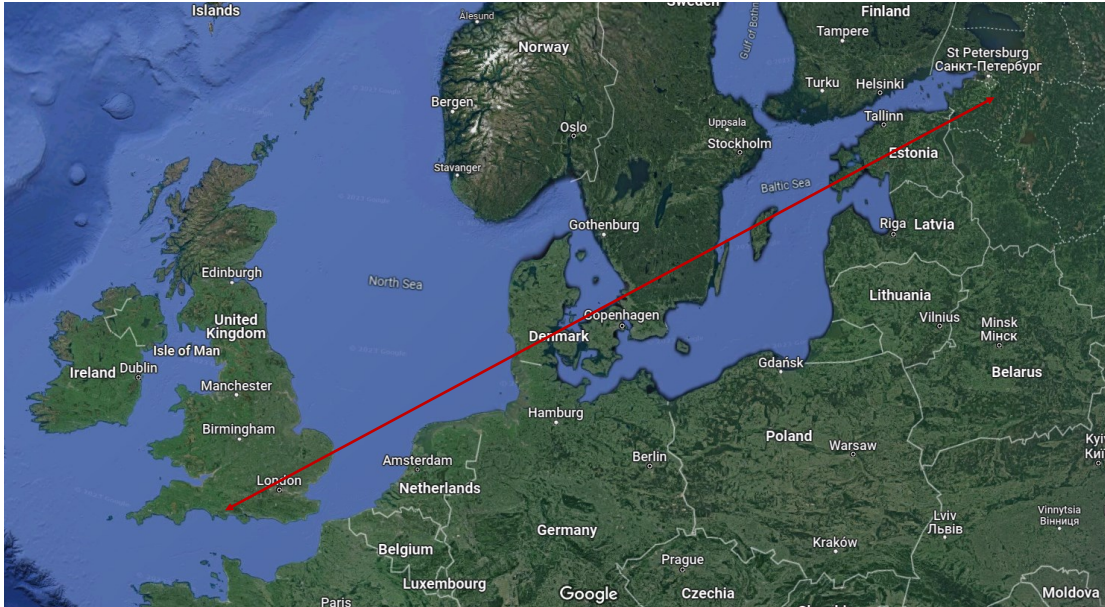 Islands
Sweden
Ålesund
Norway
Finland
Gulf of Bothn
Tampere
St Petersburg
Санкт-Петербург
Turku
Helsinki
Bergen
Oslo
Uppsala
Stockholm
Tallinn
Estonia
Stavanger
Baltic Sea
Gothenburg
Riga
Latvia
Edinburgh
North Sea
Lithuania
United
Kingdom
Copenhagen
Vilnius
Minsk
Мінск
Isle of Man
Denmark
Ireland
Dublin
Gdańsk
Belarus
Manchester
Hamburg
Birmingham
Poland
Warsaw
Kyiv
Amsterdam
Berlin
London
Netherlands
Germany
Lviv
Львів
Vinnytsia
Вінниця
Belgium
Kraków
Prague
Luxembourg
Google
Czechia
Moldova
Paris